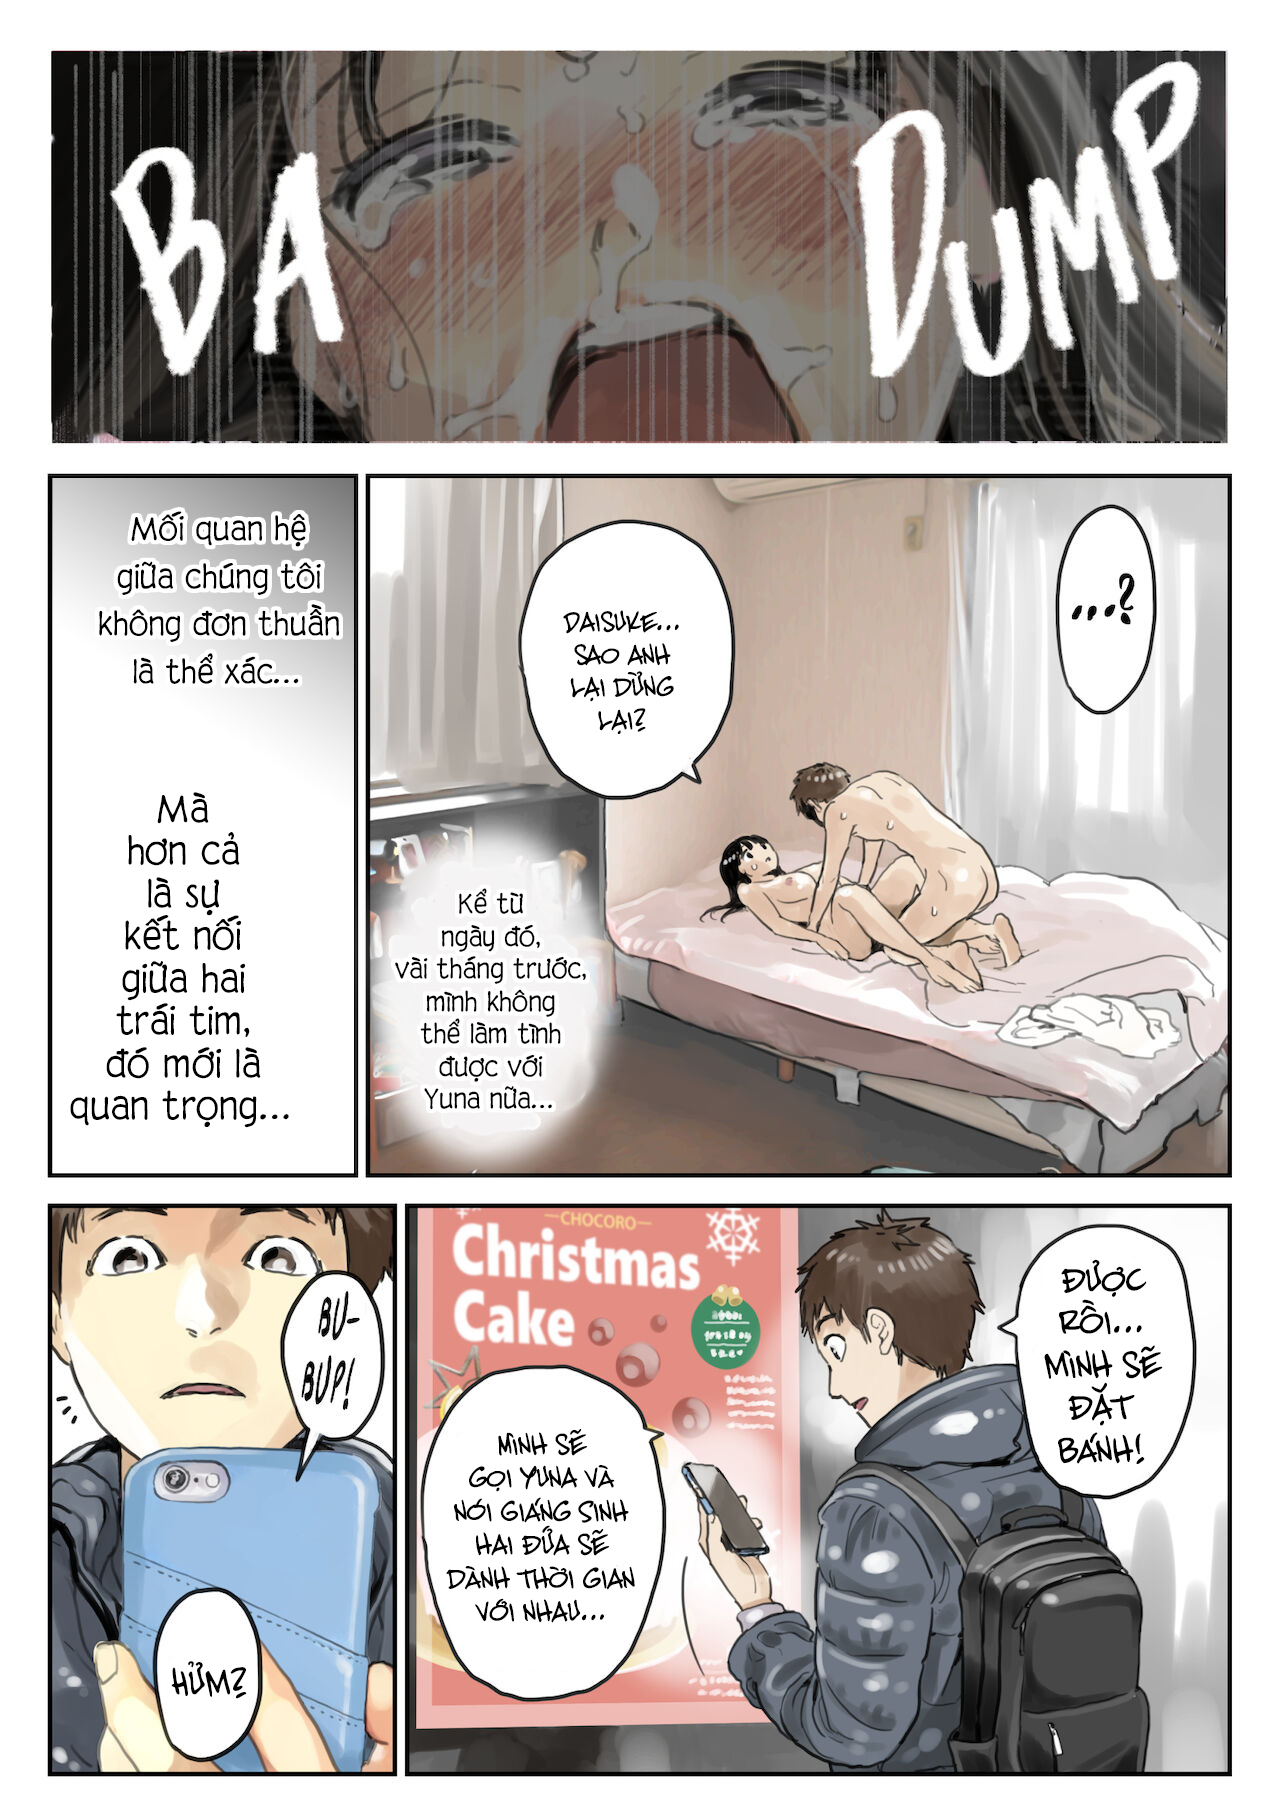 BA DUMP
...?
DAISUKE...
SAO ANH
LẠI DỪNG
LẠI?
Kể từ
ngày đó,
vài tháng trước,
mình không
thể làm tình
được với
Yuna nữa...
Mối quan hệ
giữa chúng tôi
không đơn thuần
là thể xác...
Mà
hơn cả
là sự
kết nối
giữa hai
trái tim,
đó mới là
quan trọng...
ĐƯỢC
RỒI...
MÌNH SẼ
ĐẶT
BÁNH!
CHOCORO
Christmas
Cake
MÌNH SẼ
GỌI YUNA VÀ
NÓI GIÁNG SINH
HAI ĐỨA SẼ
DÀNH THỜI GIAN
VỚI NHAU...
BU-
BUP!
HỬM?